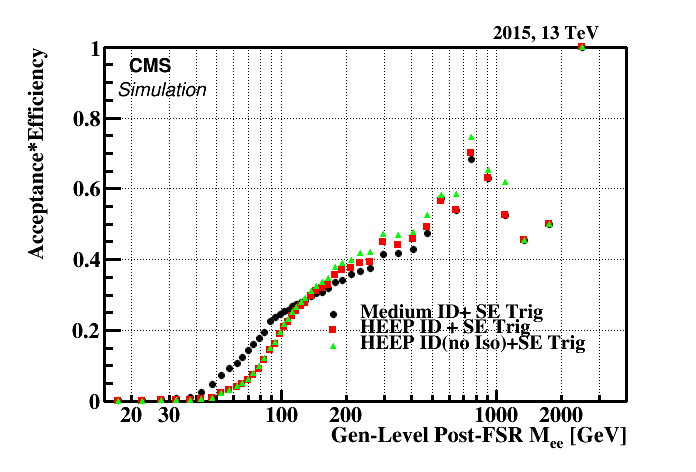 2015, 13 TeV
CMS
Simulation
Acceptance*Efficiency
1
0.8
0.6
0.4
0.2
0
Medium ID+ SE Trig
HEEP ID + SE Trig
HEEP ID(no Iso)+SE Trig
20 30 100 200 1000 2000
Gen-Level Post-FSR Mee [GeV]